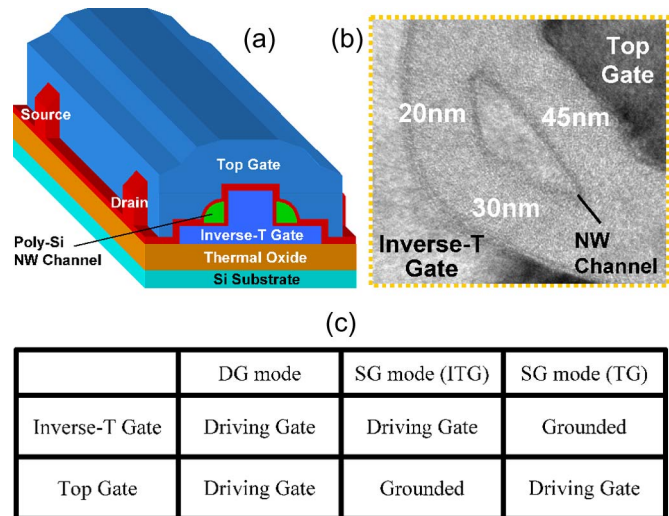 (a)
Source
Top Gate
Drain
Poly-Si
NW Channel
Inverse-T Gate
Thermal Oxide
Si Substrate
(b)
Top
Gate
20nm
45nm
30nm
Inverse-T
Gate
NW
Channel
(c)
DG mode SG mode (ITG) SG mode (TG)
Inverse-T Gate Driving Gate Driving Gate Grounded
Top Gate Driving Gate Grounded Driving Gate